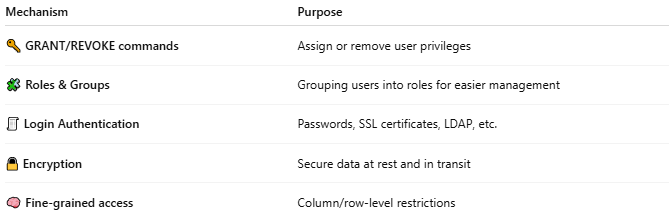 Mechanism Purpose
🔑 GRANT/REVOKE commands Assign or remove user privileges
🧩 Roles & Groups Grouping users into roles for easier management
🧾 Login Authentication Passwords, SSL certificates, LDAP, etc.
🔒 Encryption Secure data at rest and in transit
🧠 Fine-grained access Column/row-level restrictions